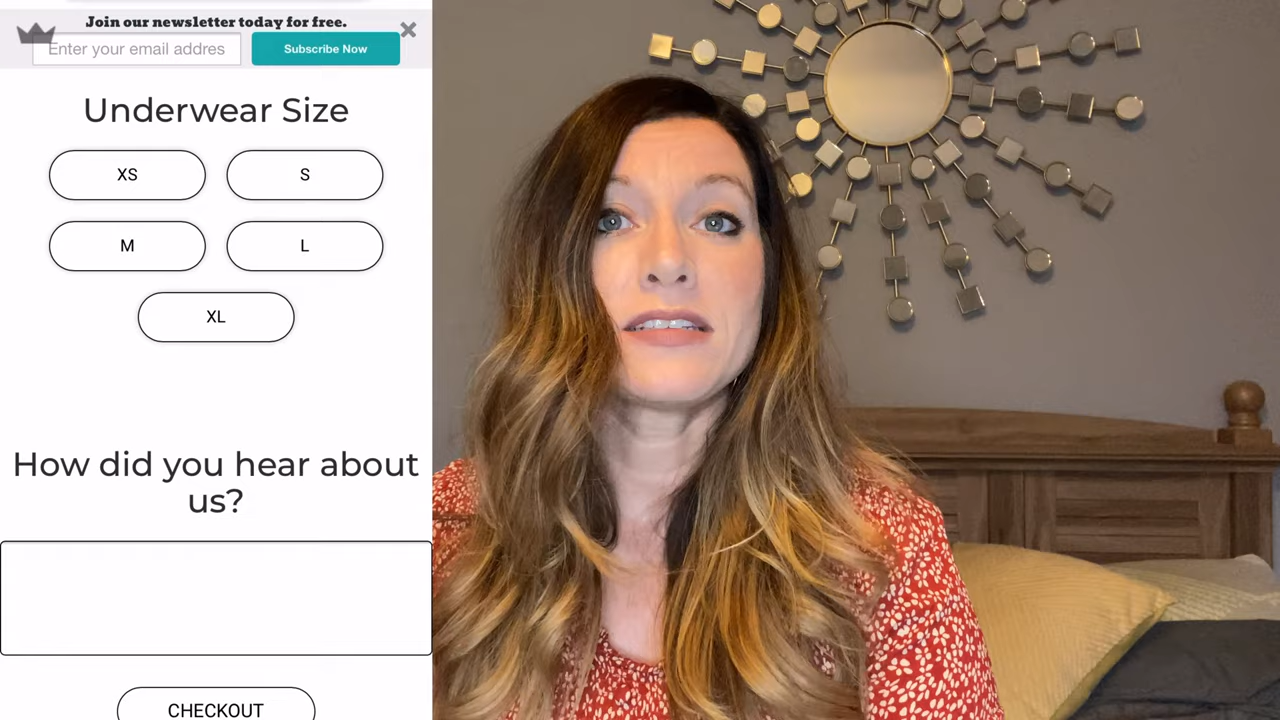 Join our newsletter today for free.
Enter your email addres
Subscribe Now
Underwear Size
XS
S
M
L
XL
How did you hear about
us?
CHECKOUT